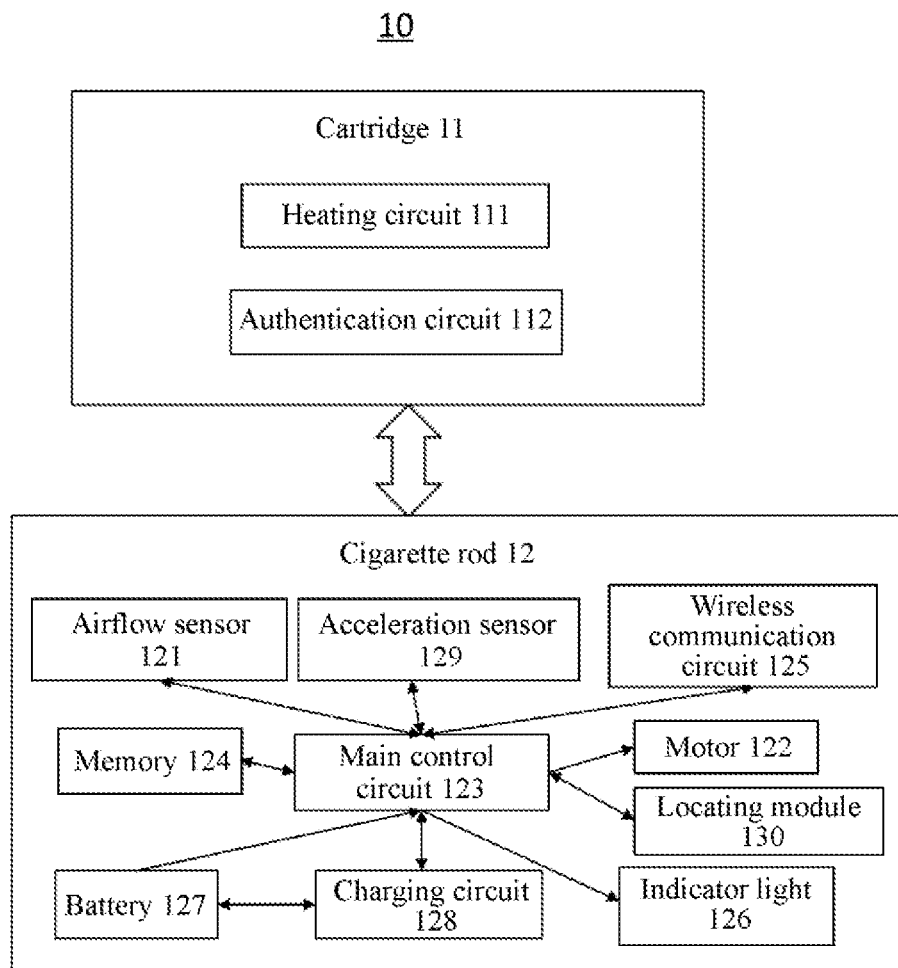 10
Cartridge 11
Heating circuit 111
Authentication circuit 112
Cigarette rod 12
Airflow sensor
121
Acceleration sensor
129
Wireless
communication
circuit 125
Memory 124
Main control
circuit 123
Motor 122
Locating module
130
Battery 127
Charging circuit
128
Indicator light
126